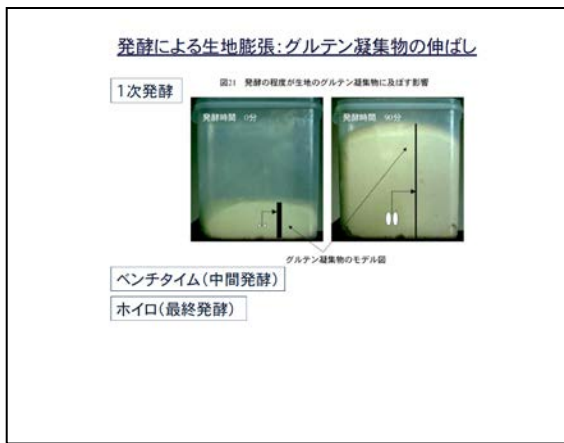 発酵による生地膨張：グルテン凝集物の伸ばし
1次発酵
図21　発酵の程度が生地のグルテン凝集物に及ぼす影響
発酵時間　0分
発酵時間　90分
グルテン凝集物のモデル図
ベンチタイム（中間発酵）
ホイロ（最終発酵）